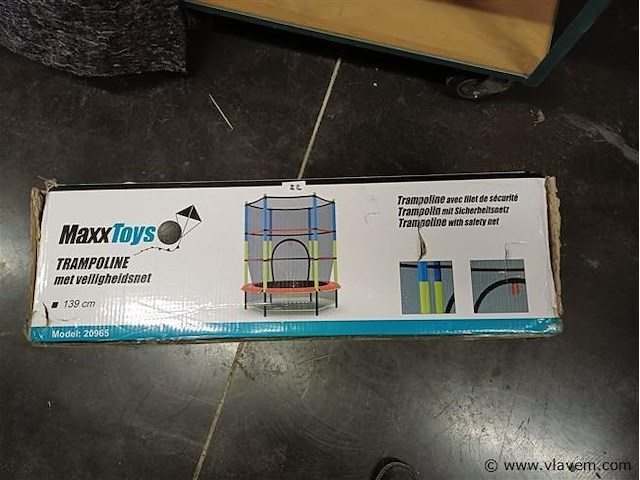 MaxxToys
TRAMPOLINE
met veiligheidsnet
139 cm
Model: 20965
Trampoline avec filet de sécurité
Trampolin mit Sicherheitsnetz
Trampoline with safety net
© www.vlavem.com